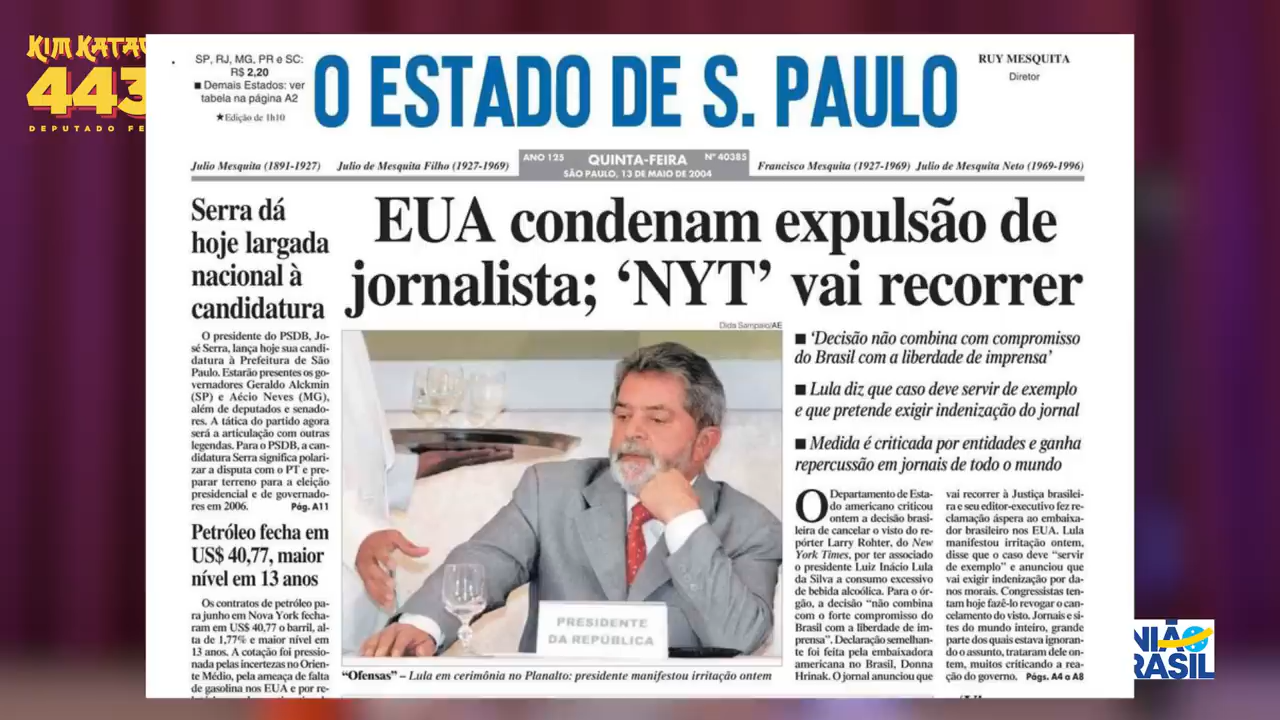 KIM KATAG
443
DEPUTADO FE
SP, RJ, MG, PR e SC:
R$ 2,20
■ Demais Estados: ver
tabela na página A2
★Edição de 1h10
O ESTADO DE S. PAULO
RUY MESQUITA
Diretor
Julio Mesquita (1891-1927)
Julio de Mesquita Filho (1927-1969)
ANO 125 QUINTA-FEIRA Nº 40385
SÃO PAULO, 13 DE MAIO DE 2004
Francisco Mesquita (1927-1969)
Julio de Mesquita Neto (1969-1996)
Serra dá
hoje largada
nacional à
candidatura
O presidente do PSDB, Jo-
sé Serra, lança hoje sua candi-
datura à Prefeitura de São
Paulo. Estarão presentes os go-
vernadores Geraldo Alckmin
(SP) e Aécio Neves (MG),
além de deputados e senado-
res. A tática do partido agora
será a articulação com outras
legendas. Para o PSDB, a can-
didatura Serra significa polari-
zar a disputa com o PT e pre-
parar terreno para a eleição
presidencial e de governado-
res em 2006. Pág. A11
Petróleo fecha em
US$ 40,77, maior
nível em 13 anos
Os contratos de petróleo pa-
ra junho em Nova York fecha-
ram em US$ 40,77 o barril, al-
ta de 1,77% e maior nível em
13 anos. A cotação foi pressio-
nada pelas incertezas no Orien-
te Médio, pela ameaça de falta
de gasolina nos EUA e por re-
EUA condenam expulsão de
jornalista; ‘NYT’ vai recorrer
Dida Sampaio/AE
PRESIDENTE
DA REPÚBLICA
“Ofensas” – Lula em cerimônia no Planalto: presidente manifestou irritação ontem
■ ‘Decisão não combina com compromisso
do Brasil com a liberdade de imprensa’
■ Lula diz que caso deve servir de exemplo
e que pretende exigir indenização do jornal
■ Medida é criticada por entidades e ganha
repercussão em jornais de todo o mundo
O Departamento de Esta-
do americano criticou
ontem a decisão brasi-
leira de cancelar o visto do re-
pórter Larry Rohter, do New
York Times, por ter associado
o presidente Luiz Inácio Lula
da Silva a consumo excessivo
de bebida alcoólica. Para o ór-
gão, a decisão “não combina
com o forte compromisso do
Brasil com a liberdade de im-
prensa”. Declaração semelhan-
te foi feita pela embaixadora
americana no Brasil, Donna
Hrinak. O jornal anunciou que
vai recorrer à Justiça brasilei-
ra e seu editor-executivo fez re-
clamação áspera ao embaixa-
dor brasileiro nos EUA. Lula
manifestou irritação ontem,
disse que o caso deve “servir
de exemplo” e anunciou que
vai exigir indenização por da-
nos morais. Congressistas ten-
tam hoje fazê-lo revogar o can-
celamento do visto. Jornais e si-
tes do mundo inteiro, grande
parte dos quais estava ignoran-
do o assunto, trataram dele on-
tem, muitos criticando a rea-
ção do governo. Págs. A4 a A8
NIÃO
BRASIL